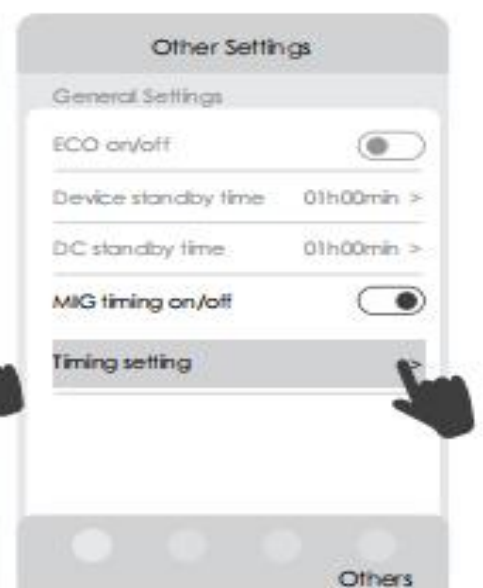 Other Settings
General Settings
ECO on/off
Device standby time 01h00min >
DC standby time 01h00min >
MIG timing on/off
Timing setting >
Others